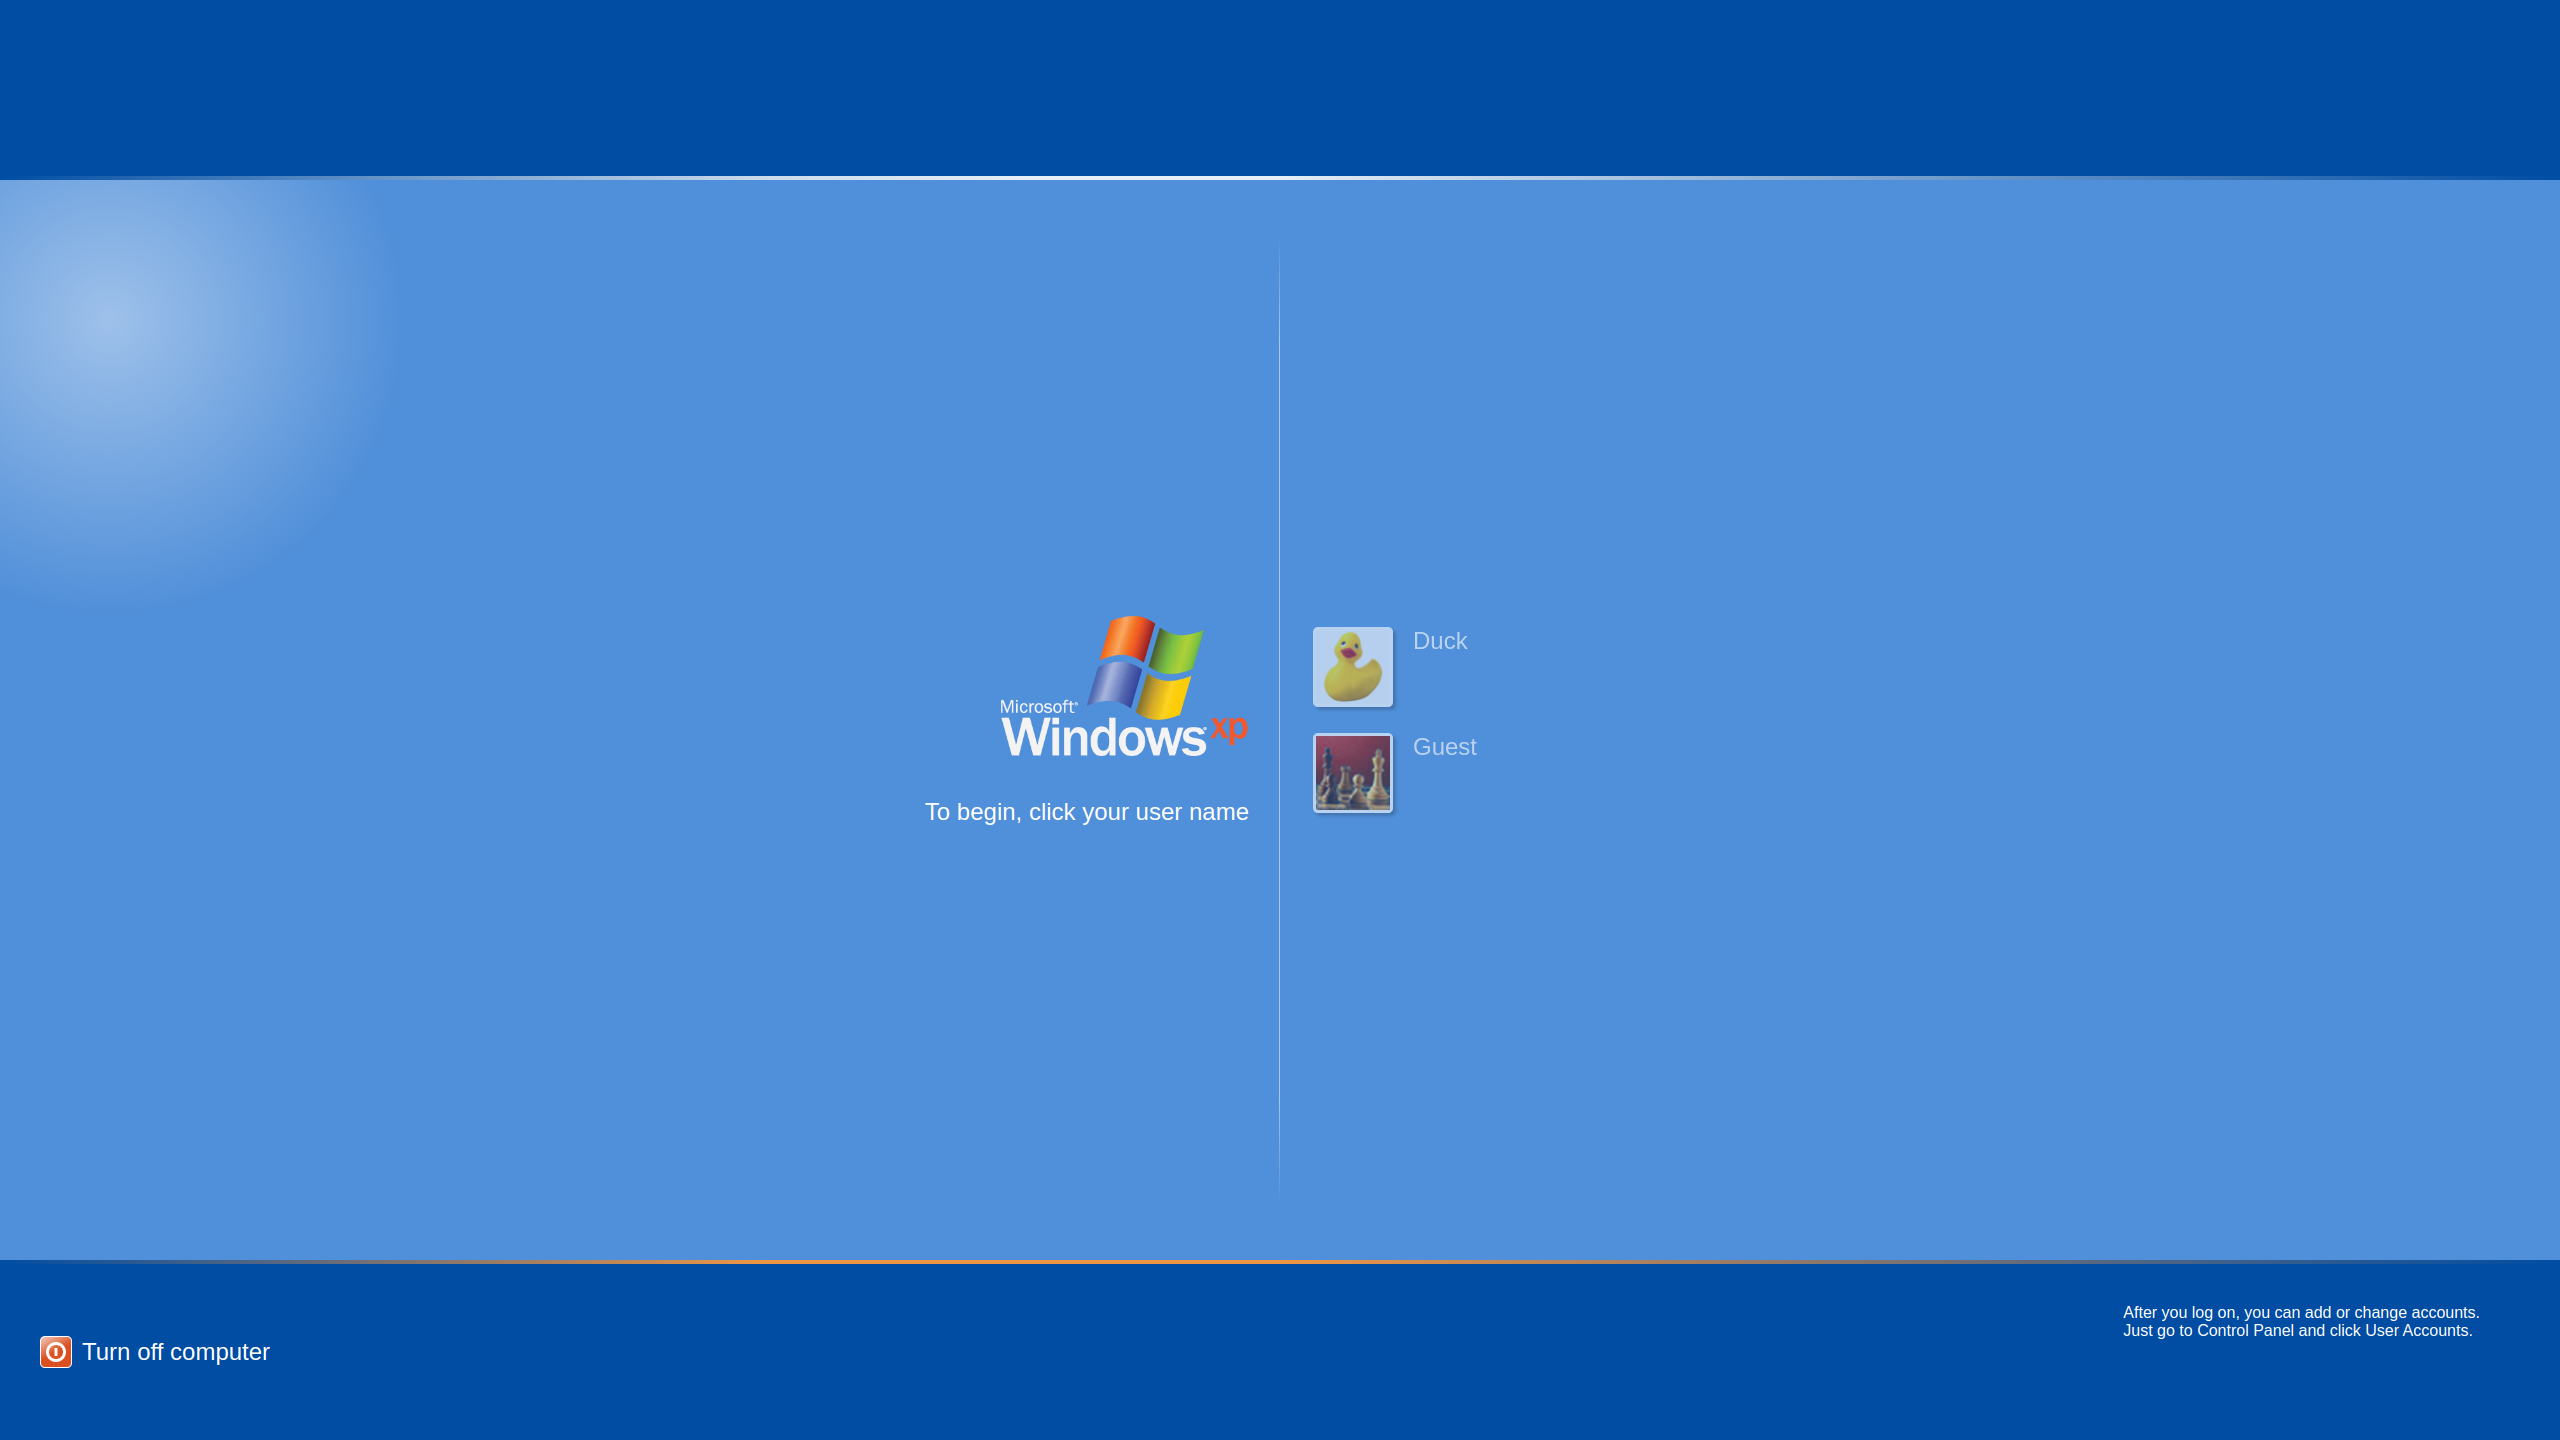 Microsoft®
Windows® xp
To begin, click your user name
Duck
Guest
Turn off computer
After you log on, you can add or change accounts.
Just go to Control Panel and click User Accounts.